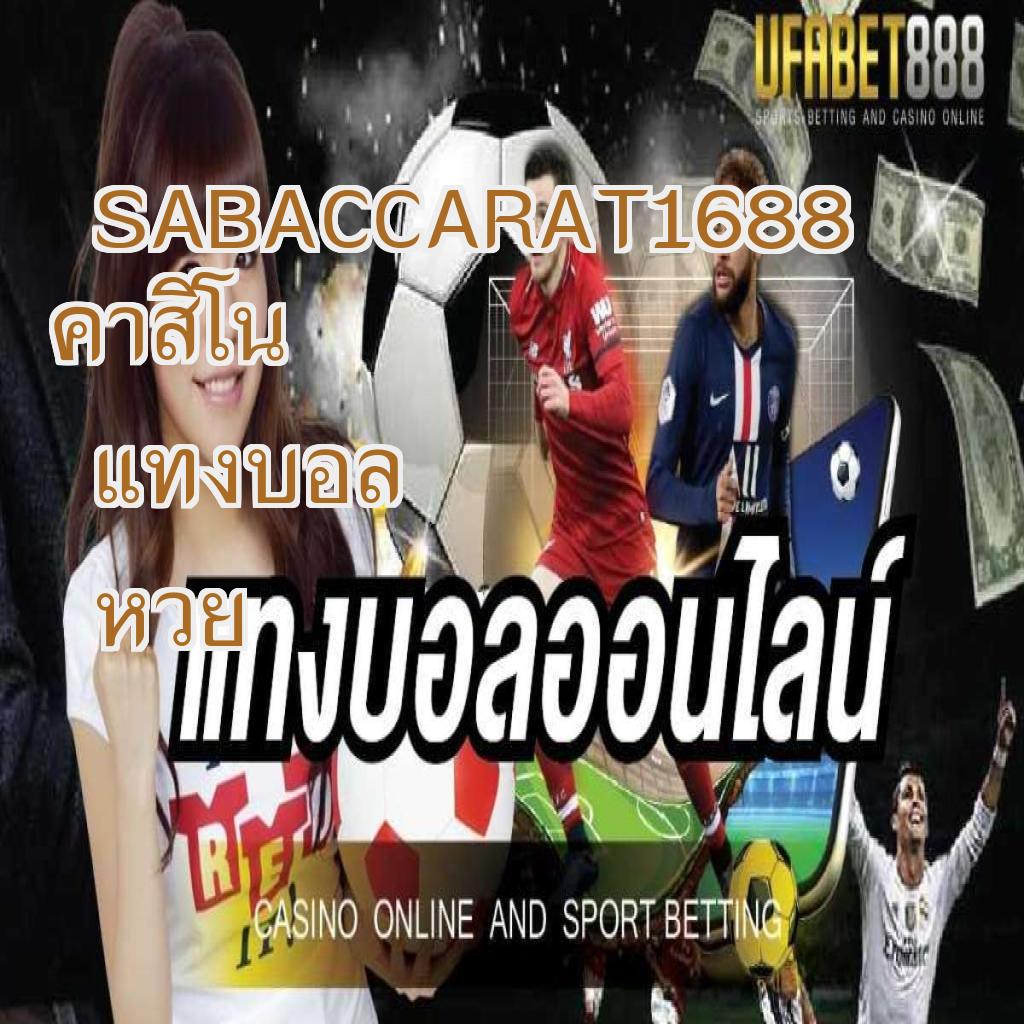 UFABET888
SPORTS BETTING AND CASINO ONLINE
SABACCARAT1688
คาสิโน
แทงบอล
หวย
แทงบอลออนไลน์
CASINO ONLINE AND SPORT BETTING